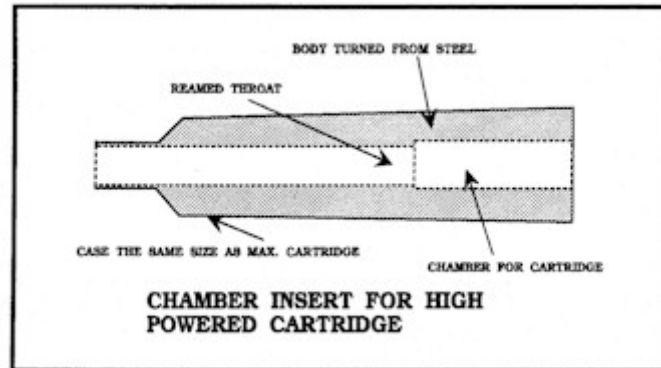 BODY TURNED FROM STEEL
REAMED THROAT
CASE THE SAME SIZE AS MAX. CARTRIDGE
CHAMBER FOR CARTRIDGE
CHAMBER INSERT FOR HIGH
POWERED CARTRIDGE